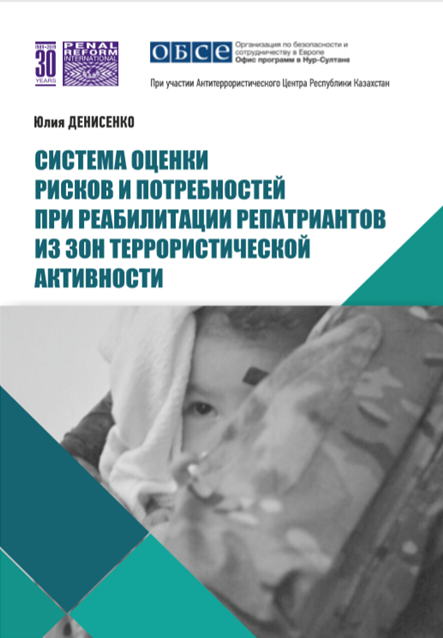 1989-2019
30
YEARS
PENAL
REFORM
INTERNATIONAL
ОБСЕ
Организация по безопасности и
сотрудничеству в Европе
Офис программ в Нур-Султане
При участии Антитеррористического Центра Республики Казахстан
Юлия ДЕНИСЕНКО
СИСТЕМА ОЦЕНКИ
РИСКОВ И ПОТРЕБНОСТЕЙ
ПРИ РЕАБИЛИТАЦИИ РЕПАТРИАНТОВ
ИЗ ЗОН ТЕРРОРИСТИЧЕСКОЙ
АКТИВНОСТИ